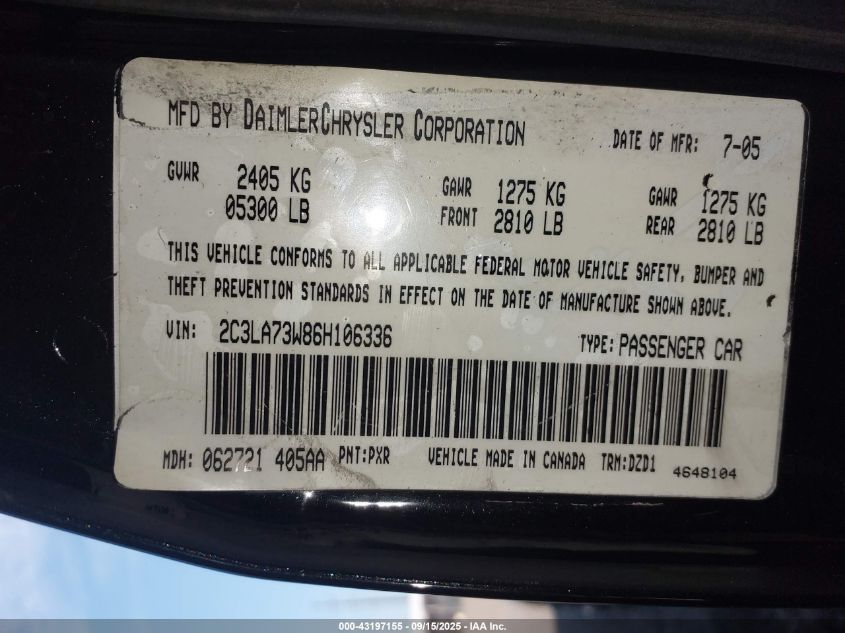 MFD BY DAIMLERCHRYSLER CORPORATION DATE OF MFR: 7-05
GVWR 2405 KG GAWR 1275 KG GAWR 1275 KG
05300 LB FRONT 2810 LB REAR 2810 LB
THIS VEHICLE CONFORMS TO ALL APPLICABLE FEDERAL MOTOR VEHICLE SAFETY, BUMPER AND
THEFT PREVENTION STANDARDS IN EFFECT ON THE DATE OF MANUFACTURE SHOWN ABOVE.
VIN: 2C3LA73W86H106336 TYPE: PASSENGER CAR
MDH: 062721 405AA PNT:PXR VEHICLE MADE IN CANADA TRM:DZD1 4648104
000-43197155 - 09/15/2025 - IAA Inc.